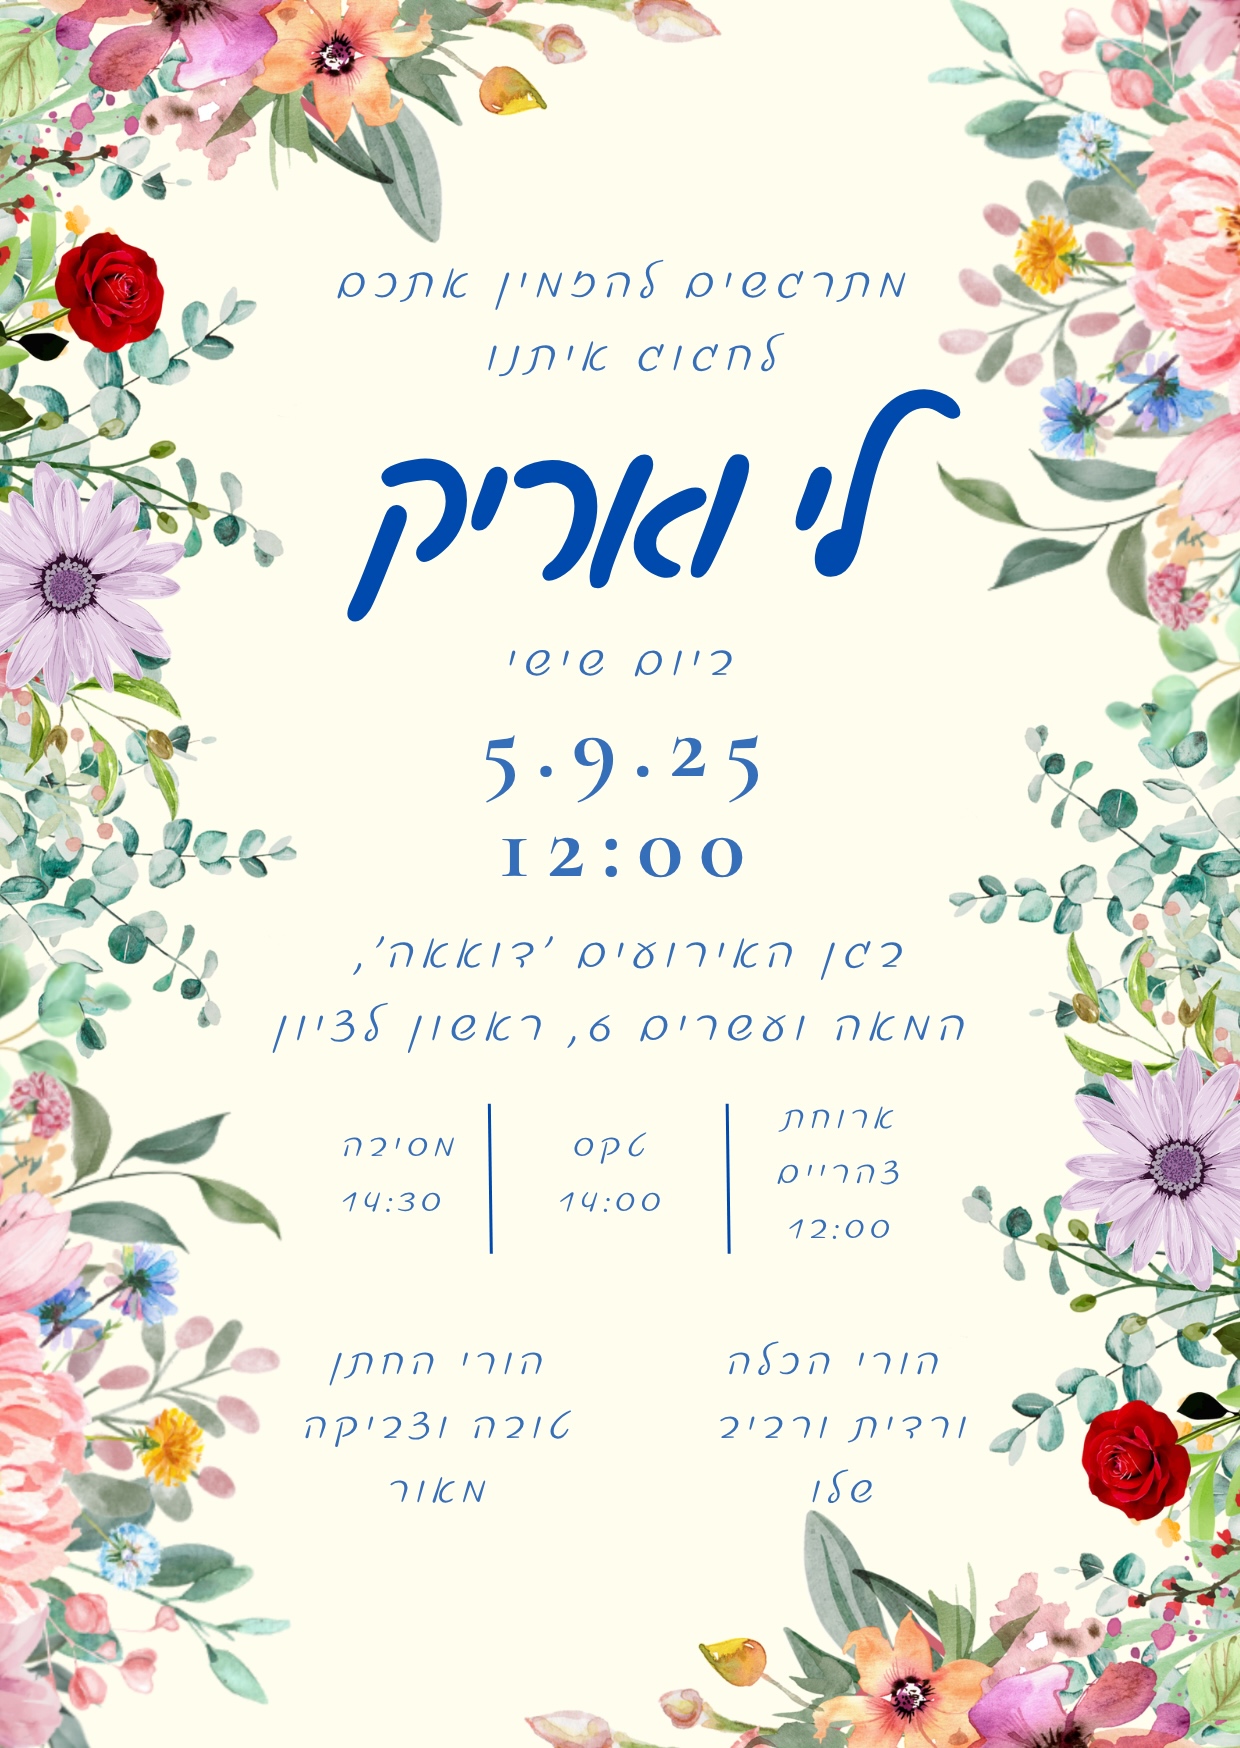 מתרגשים להזמין אתכם
לחגוג איתנו
לי ואריק
ביום שישי
5.9.25
12:00
בגן האירועים 'דואאה',
המאה ועשרים 6, ראשון לציון
ארוחת
צהריים
12:00
טקס
14:00
מסיבה
14:30
הורי הכלה
ורדית ורביב
שלו
הורי החתן
טובה וצביקה
מאור